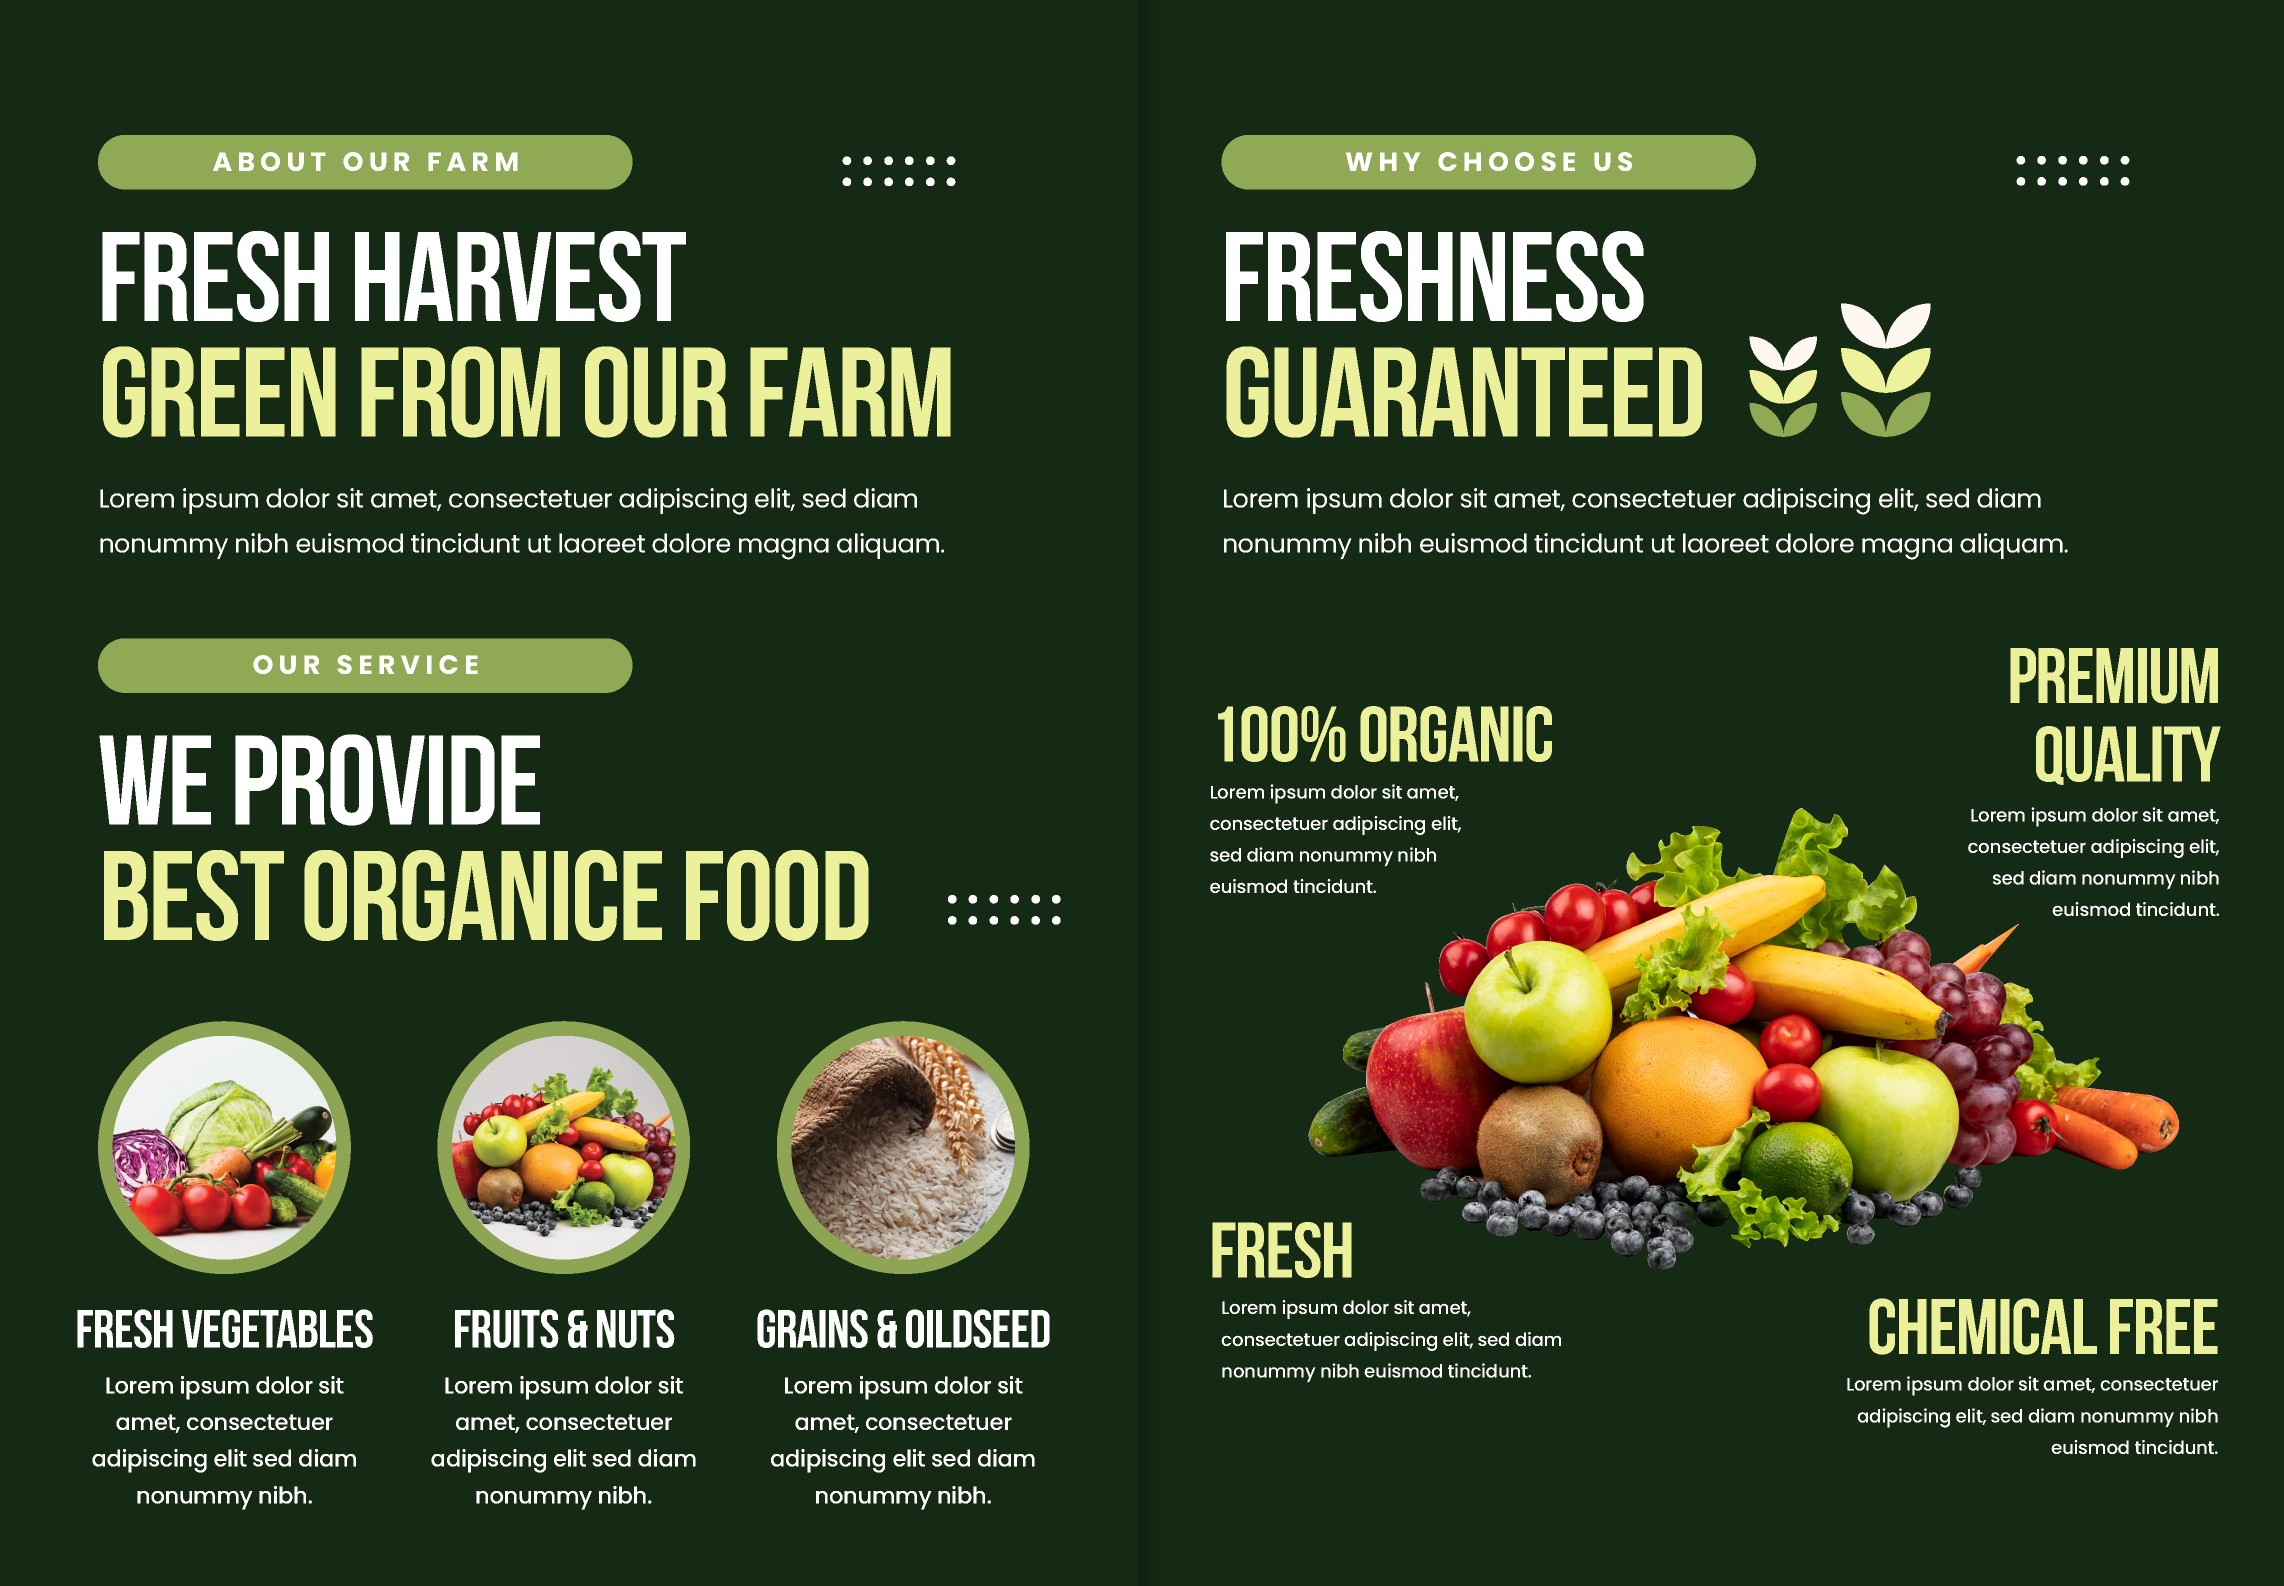 ABOUT OUR FARM
FRESH HARVEST
GREEN FROM OUR FARM
Lorem ipsum dolor sit amet, consectetuer adipiscing elit, sed diam
nonummy nibh euismod tincidunt ut laoreet dolore magna aliquam.
OUR SERVICE
WE PROVIDE
BEST ORGANICE FOOD
FRESH VEGETABLES
Lorem ipsum dolor sit
amet, consectetuer
adipiscing elit sed diam
nonummy nibh.
FRUITS & NUTS
Lorem ipsum dolor sit
amet, consectetuer
adipiscing elit sed diam
nonummy nibh.
GRAINS & OILDSEED
Lorem ipsum dolor sit
amet, consectetuer
adipiscing elit sed diam
nonummy nibh.
WHY CHOOSE US
FRESHNESS
GUARANTEED
Lorem ipsum dolor sit amet, consectetuer adipiscing elit, sed diam
nonummy nibh euismod tincidunt ut laoreet dolore magna aliquam.
100% ORGANIC
Lorem ipsum dolor sit amet,
consectetuer adipiscing elit,
sed diam nonummy nibh
euismod tincidunt.
PREMIUM
QUALITY
Lorem ipsum dolor sit amet,
consectetuer adipiscing elit,
sed diam nonummy nibh
euismod tincidunt.
FRESH
Lorem ipsum dolor sit amet,
consectetuer adipiscing elit, sed diam
nonummy nibh euismod tincidunt.
CHEMICAL FREE
Lorem ipsum dolor sit amet, consectetuer
adipiscing elit, sed diam nonummy nibh
euismod tincidunt.